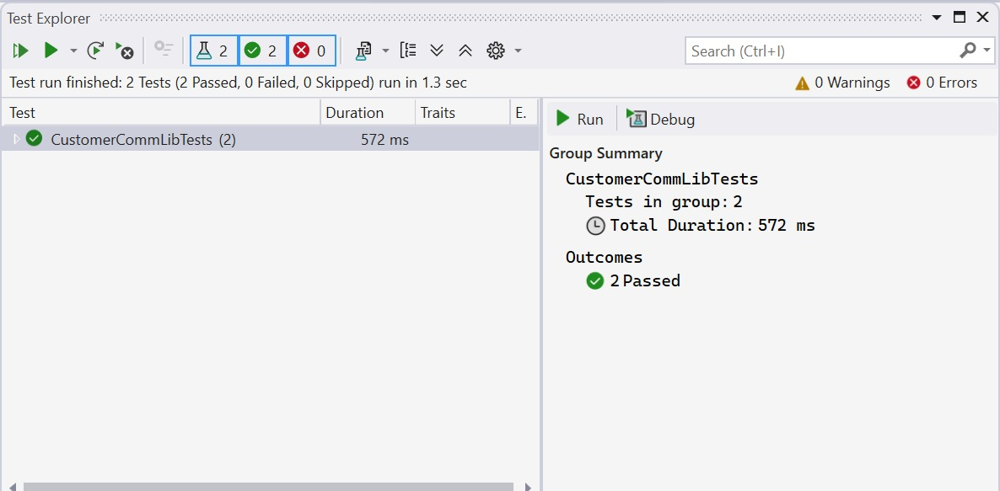 Test Explorer
2 2 0
Search (Ctrl+I)
Test run finished: 2 Tests (2 Passed, 0 Failed, 0 Skipped) run in 1.3 sec
0 Warnings 0 Errors
Test Duration Traits E.
CustomerCommLibTests (2) 572 ms
Run Debug
Group Summary
CustomerCommLibTests
Tests in group: 2
Total Duration: 572 ms
Outcomes
2 Passed